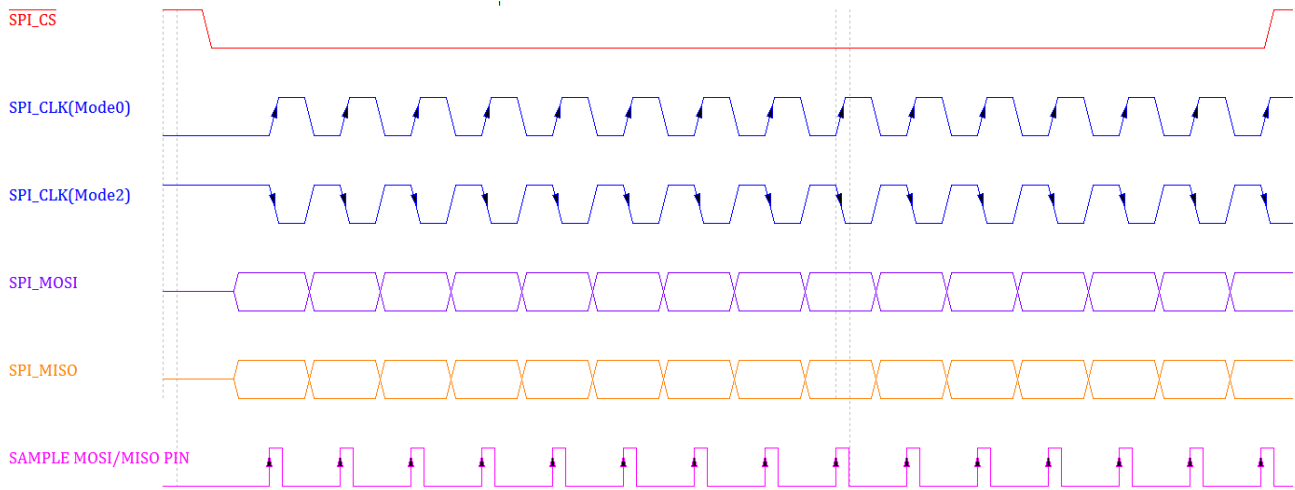 SPI_CS
SPI_CLK(Mode0)
SPI_CLK(Mode2)
SPI_MOSI
SPI_MISO
SAMPLE MOSI/MISO PIN